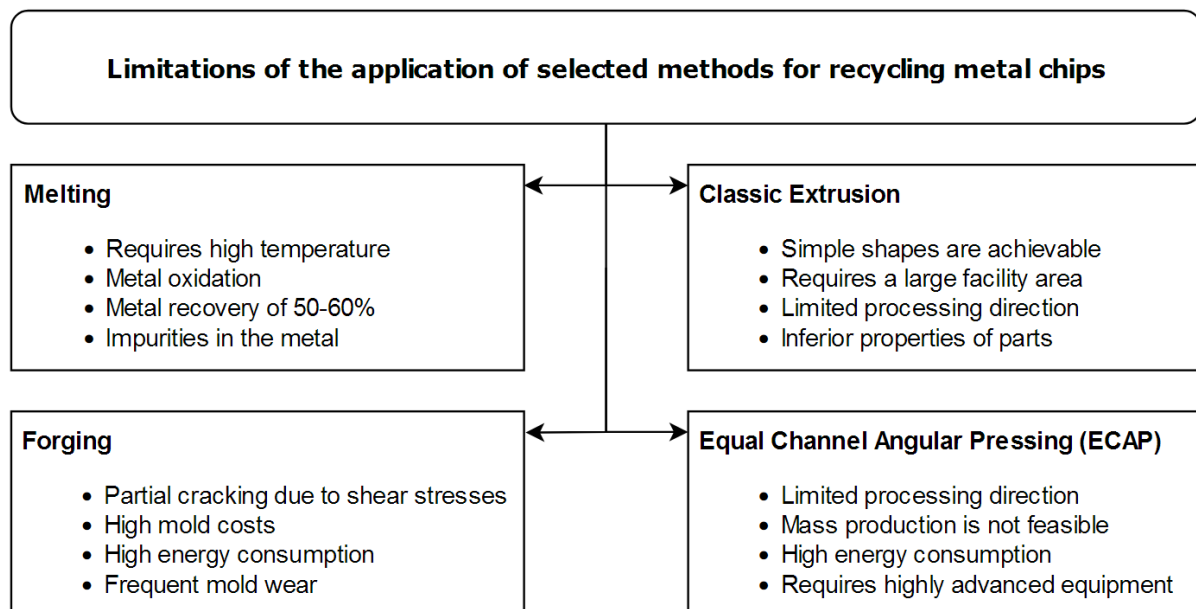 Limitations of the application of selected methods for recycling metal chips
Melting
• Requires high temperature
• Metal oxidation
• Metal recovery of 50-60%
• Impurities in the metal
Classic Extrusion
• Simple shapes are achievable
• Requires a large facility area
• Limited processing direction
• Inferior properties of parts
Forging
• Partial cracking due to shear stresses
• High mold costs
• High energy consumption
• Frequent mold wear
Equal Channel Angular Pressing (ECAP)
• Limited processing direction
• Mass production is not feasible
• High energy consumption
• Requires highly advanced equipment